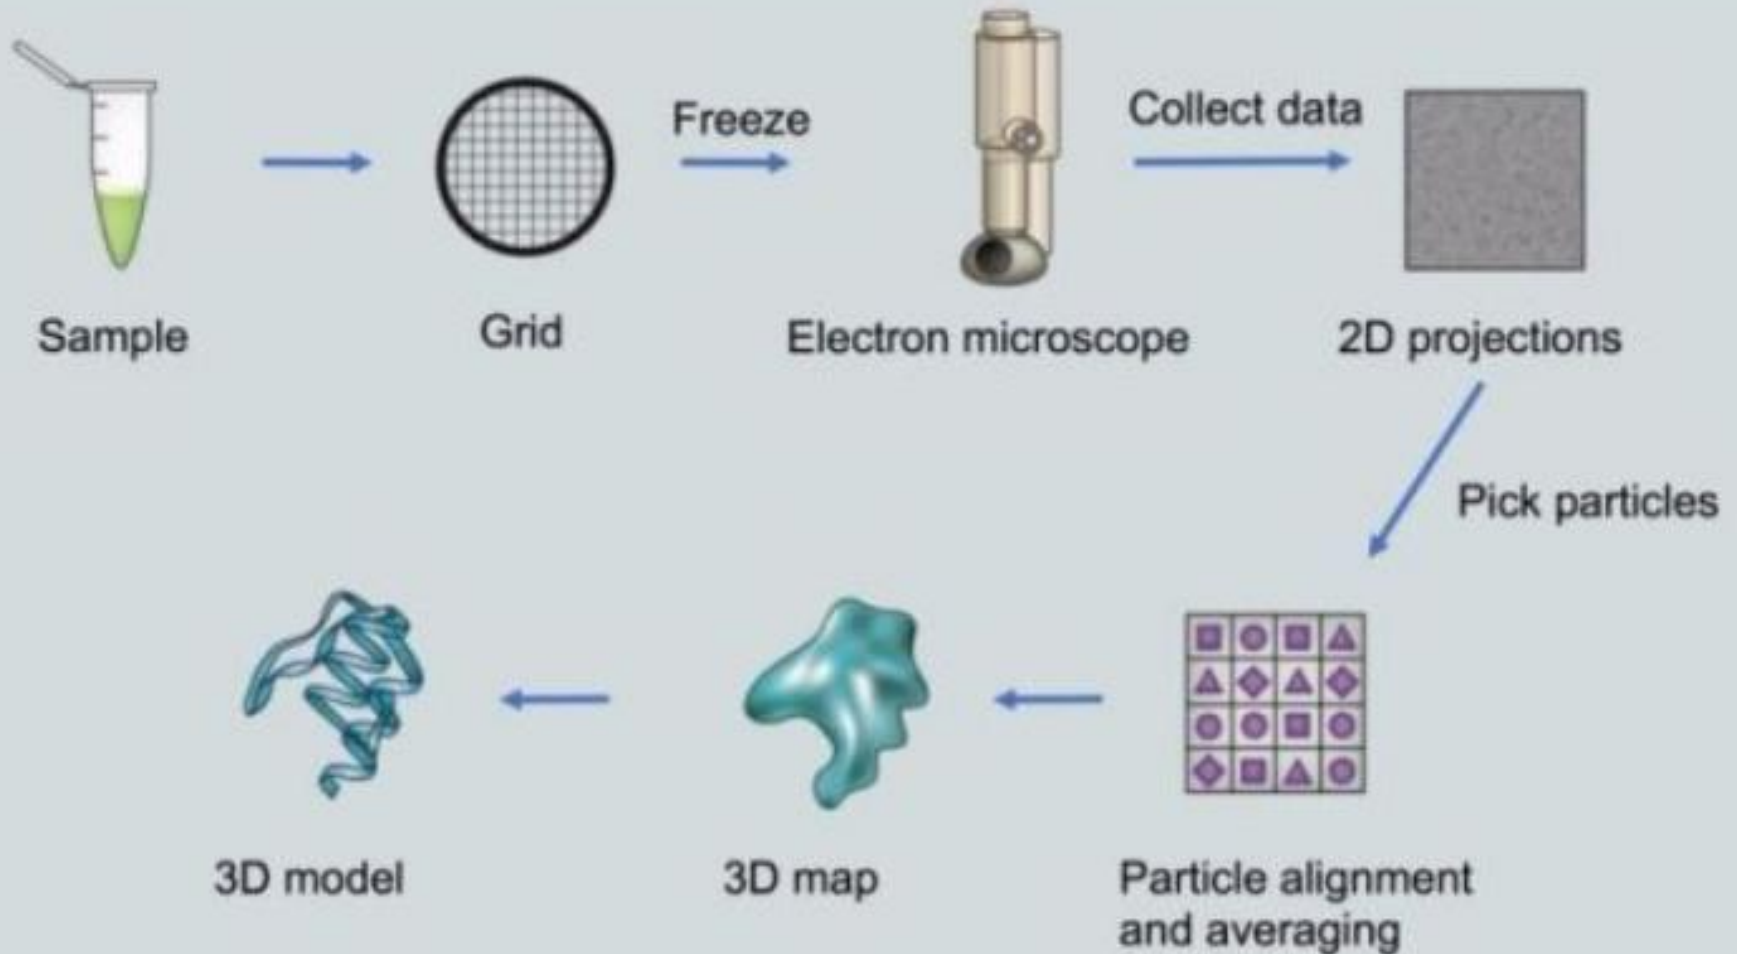 Freeze
Collect data
Sample
Grid
Electron microscope
2D projections
Pick particles
3D model
3D map
Particle alignment
and averaging